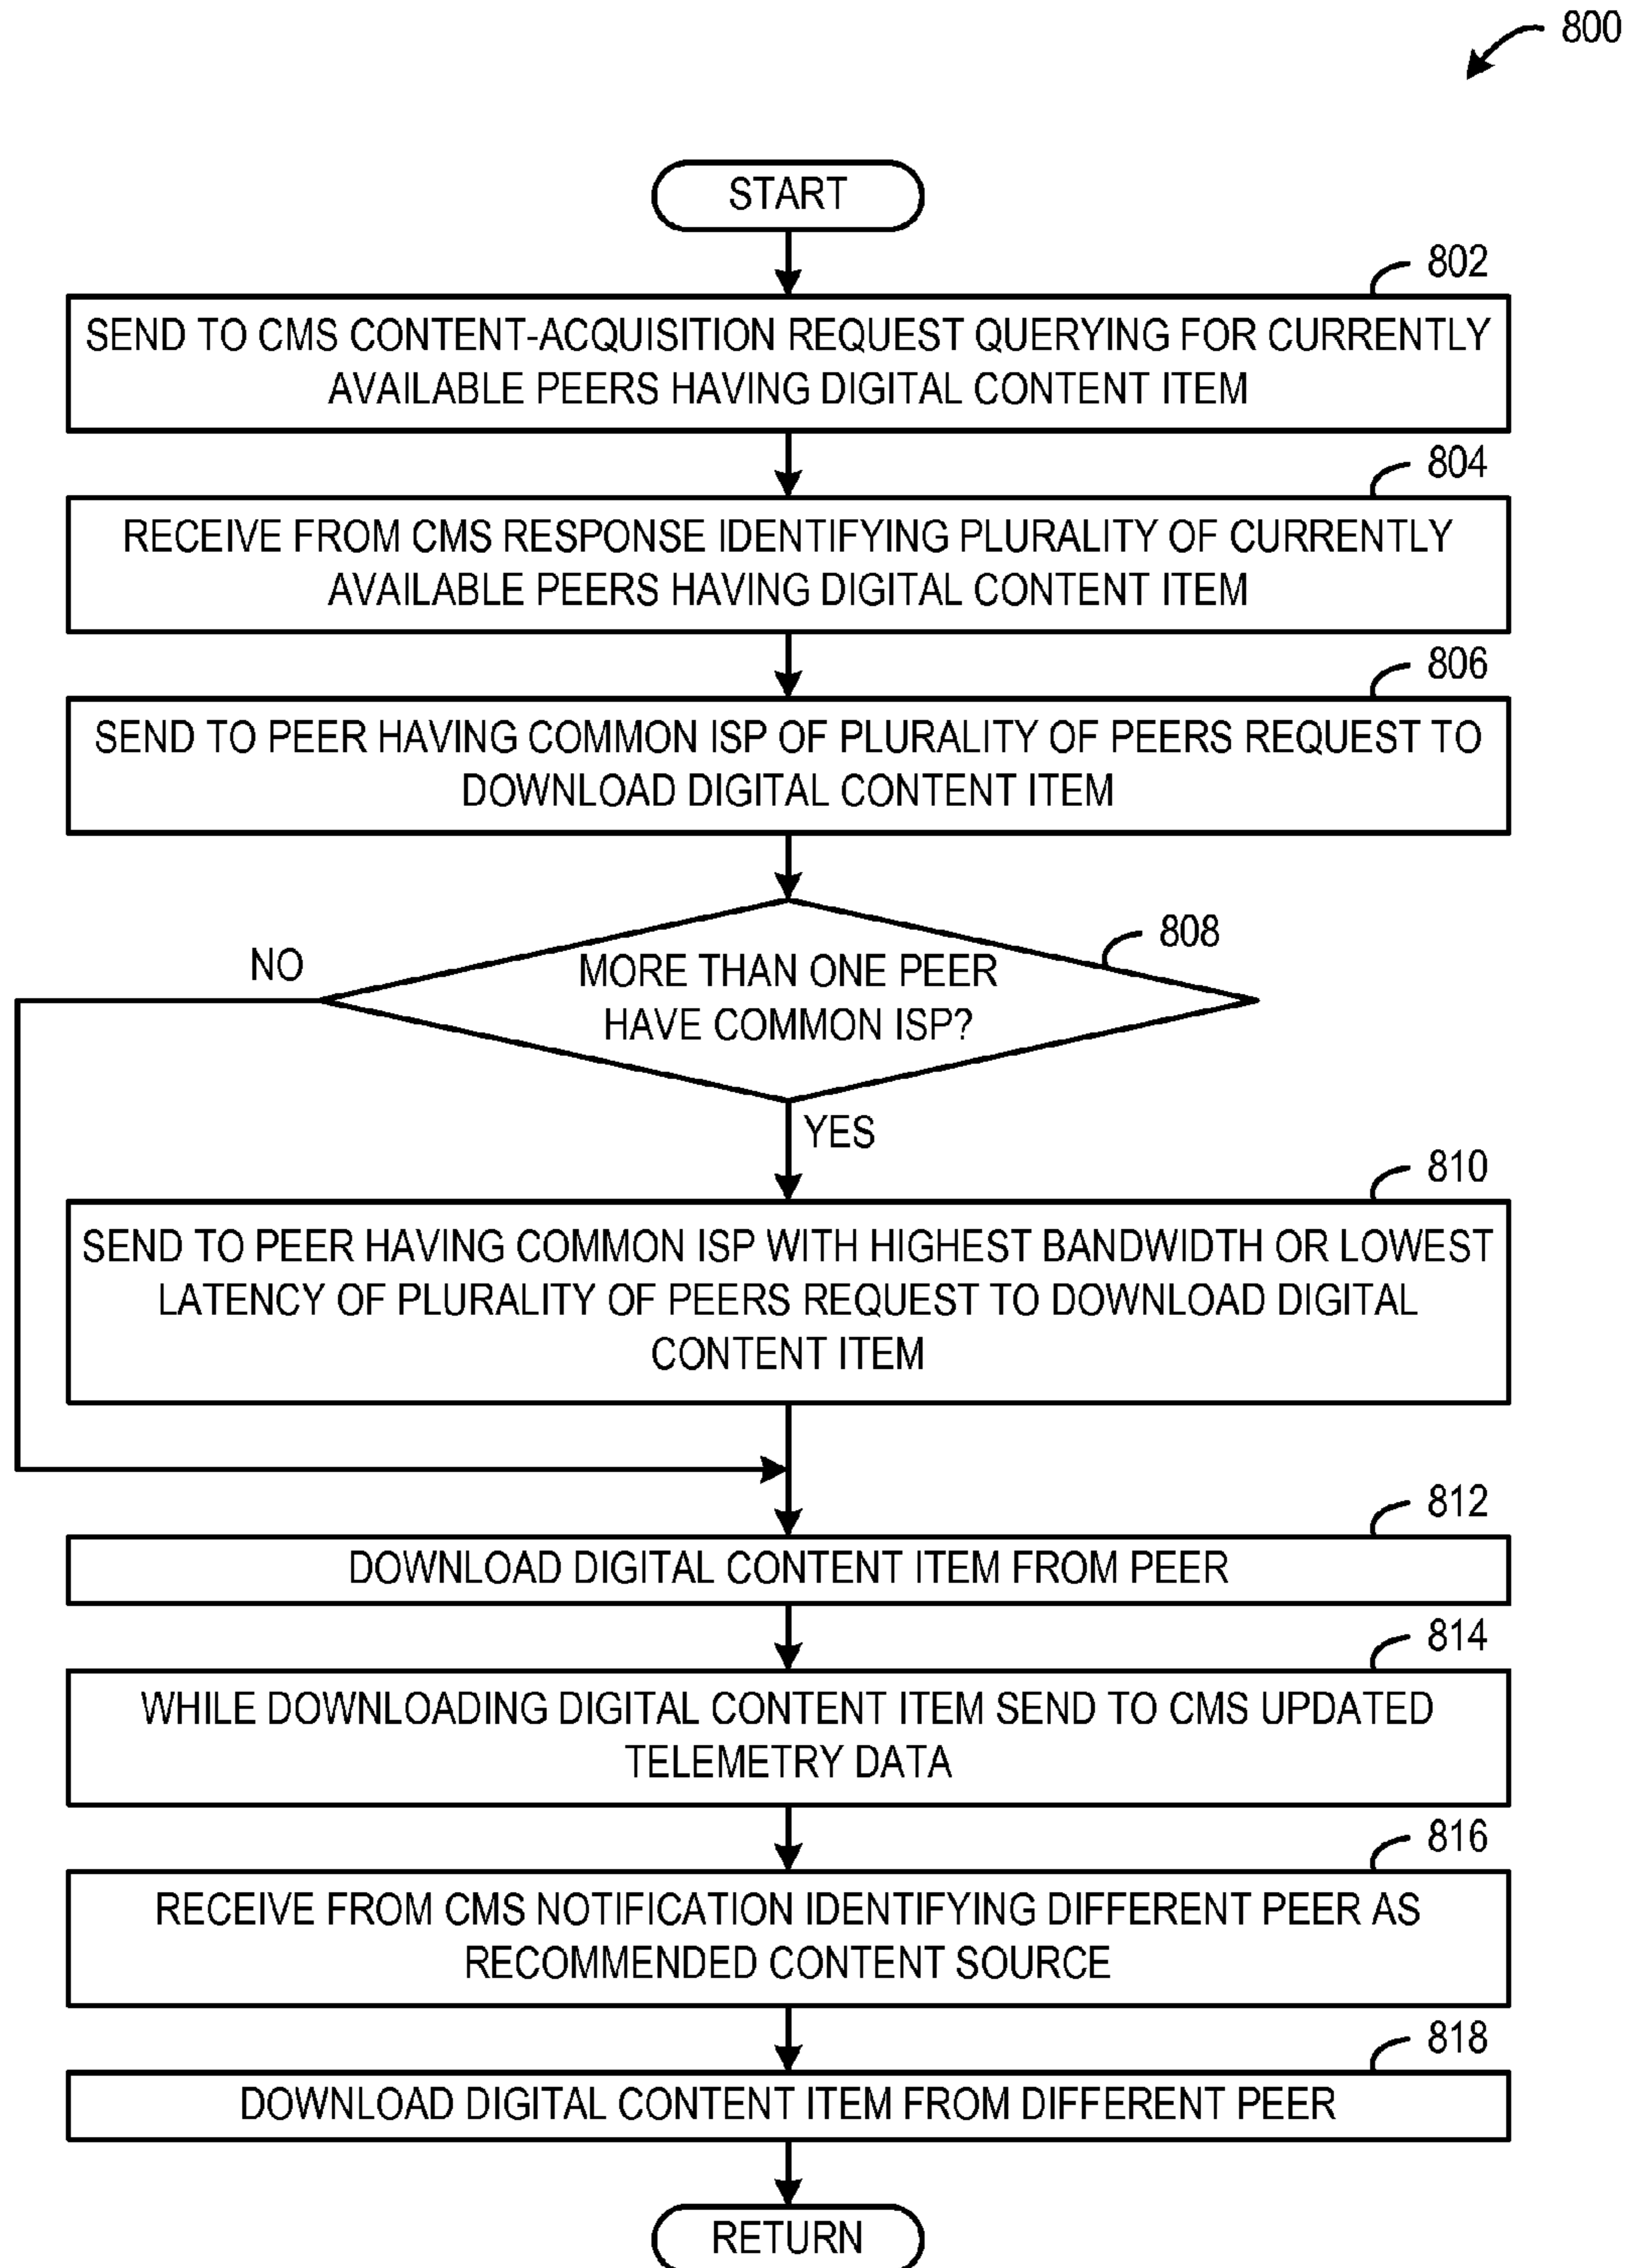 800
START
802
SEND TO CMS CONTENT-ACQUISITION REQUEST QUERYING FOR CURRENTLY
AVAILABLE PEERS HAVING DIGITAL CONTENT ITEM
804
RECEIVE FROM CMS RESPONSE IDENTIFYING PLURALITY OF CURRENTLY
AVAILABLE PEERS HAVING DIGITAL CONTENT ITEM
806
SEND TO PEER HAVING COMMON ISP OF PLURALITY OF PEERS REQUEST TO
DOWNLOAD DIGITAL CONTENT ITEM
808
NO
MORE THAN ONE PEER
HAVE COMMON ISP?
YES
810
SEND TO PEER HAVING COMMON ISP WITH HIGHEST BANDWIDTH OR LOWEST
LATENCY OF PLURALITY OF PEERS REQUEST TO DOWNLOAD DIGITAL
CONTENT ITEM
812
DOWNLOAD DIGITAL CONTENT ITEM FROM PEER
814
WHILE DOWNLOADING DIGITAL CONTENT ITEM SEND TO CMS UPDATED
TELEMETRY DATA
816
RECEIVE FROM CMS NOTIFICATION IDENTIFYING DIFFERENT PEER AS
RECOMMENDED CONTENT SOURCE
818
DOWNLOAD DIGITAL CONTENT ITEM FROM DIFFERENT PEER
RETURN